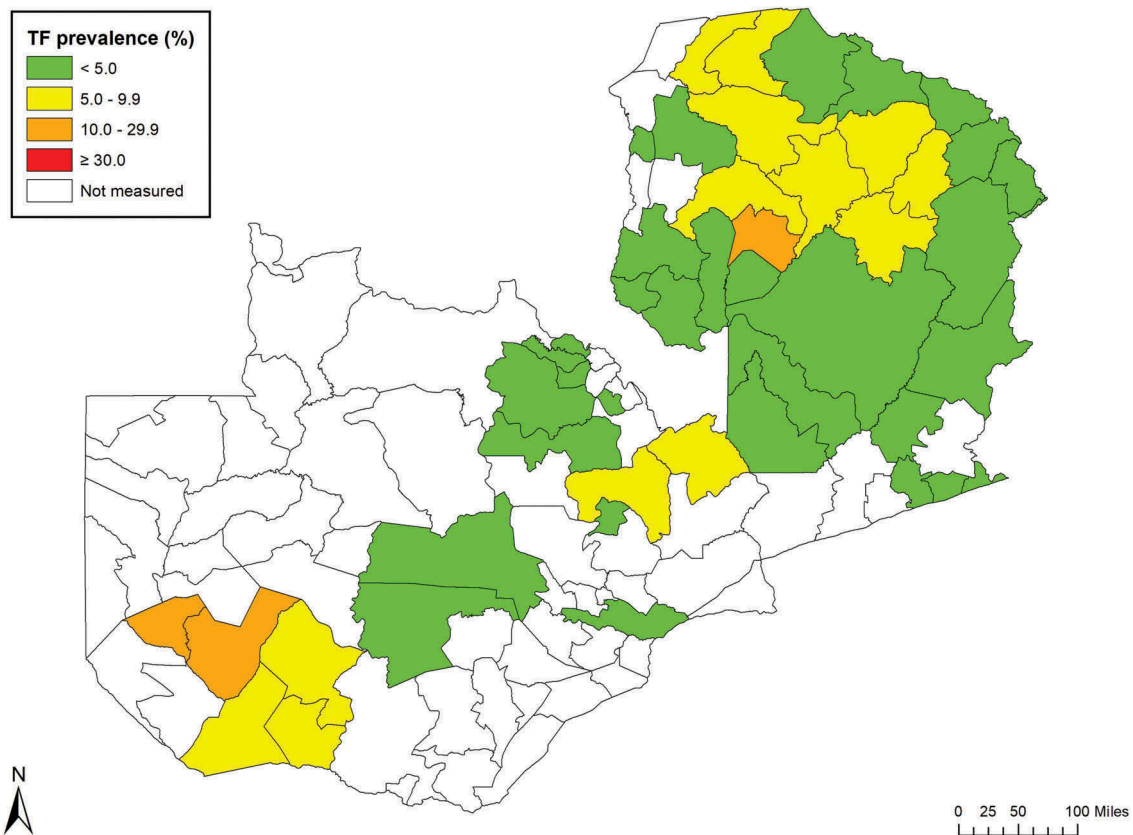 TF prevalence (%)
< 5.0
5.0 - 9.9
10.0 - 29.9
≥ 30.0
Not measured
N
0 25 50 100 Miles